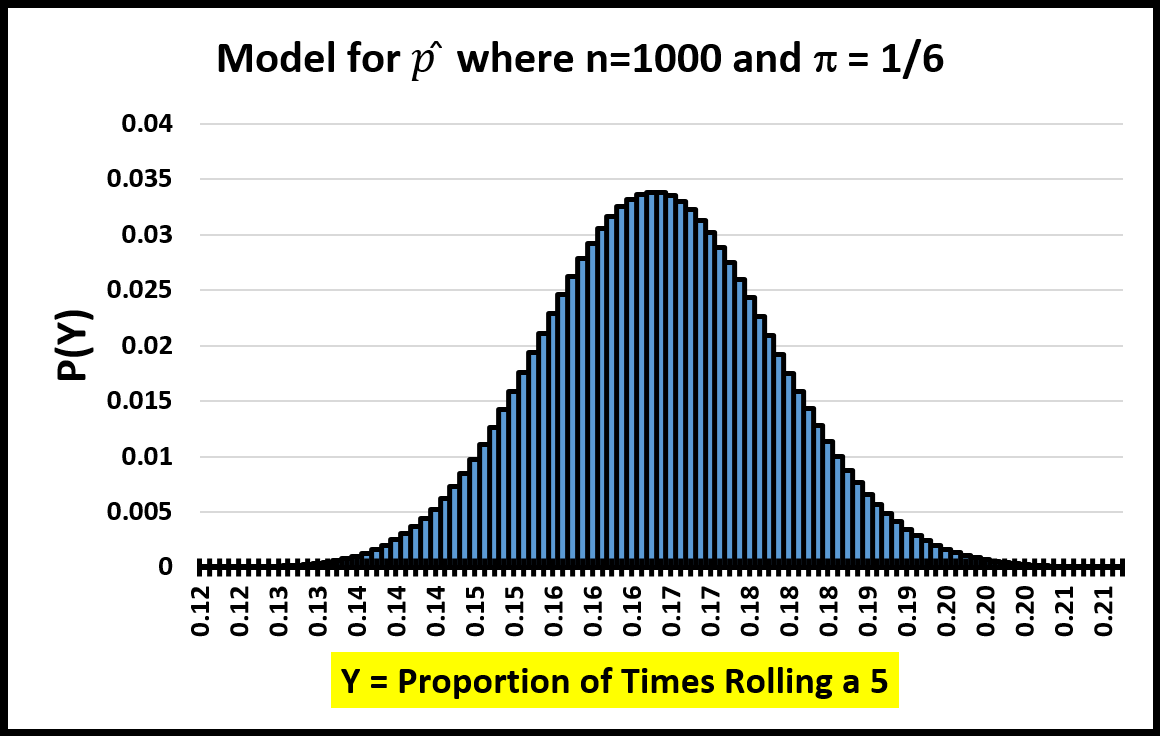 Model for p̂ where n=1000 and π = 1/6
0.04
0.035
0.03
0.025
0.02
0.015
0.01
0.005
0
P(Y)
0.12 0.12 0.13 0.13 0.14 0.14 0.14 0.15 0.15 0.16 0.16 0.16 0.17 0.17 0.18 0.18 0.18 0.19 0.19 0.20 0.20 0.20 0.21 0.21
Y = Proportion of Times Rolling a 5